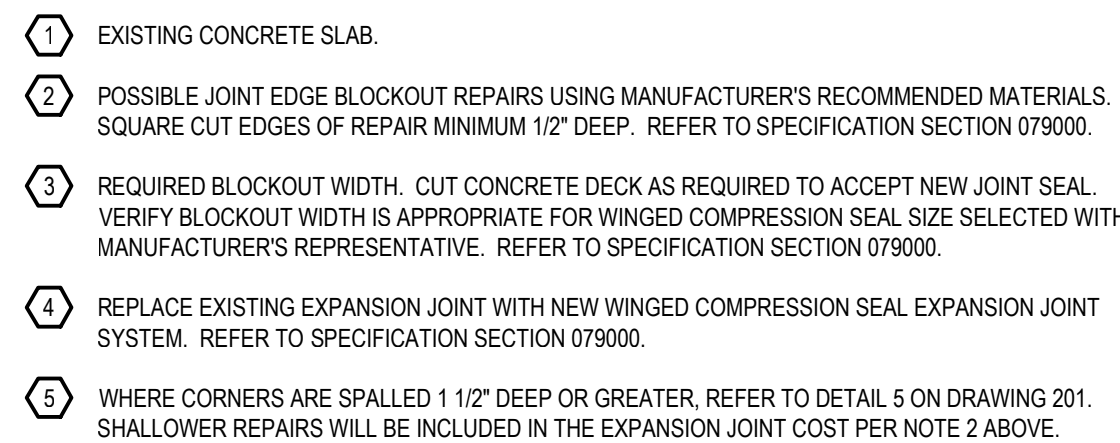 1 EXISTING CONCRETE SLAB.
2 POSSIBLE JOINT EDGE BLOCKOUT REPAIRS USING MANUFACTURER'S RECOMMENDED MATERIALS.
SQUARE CUT EDGES OF REPAIR MINIMUM 1/2" DEEP. REFER TO SPECIFICATION SECTION 079000.
3 REQUIRED BLOCKOUT WIDTH. CUT CONCRETE DECK AS REQUIRED TO ACCEPT NEW JOINT SEAL.
VERIFY BLOCKOUT WIDTH IS APPROPRIATE FOR WINGED COMPRESSION SEAL SIZE SELECTED WITH
MANUFACTURER'S REPRESENTATIVE. REFER TO SPECIFICATION SECTION 079000.
4 REPLACE EXISTING EXPANSION JOINT WITH NEW WINGED COMPRESSION SEAL EXPANSION JOINT
SYSTEM. REFER TO SPECIFICATION SECTION 079000.
5 WHERE CORNERS ARE SPALLED 1 1/2" DEEP OR GREATER, REFER TO DETAIL 5 ON DRAWING 201.
SHALLOWER REPAIRS WILL BE INCLUDED IN THE EXPANSION JOINT COST PER NOTE 2 ABOVE.